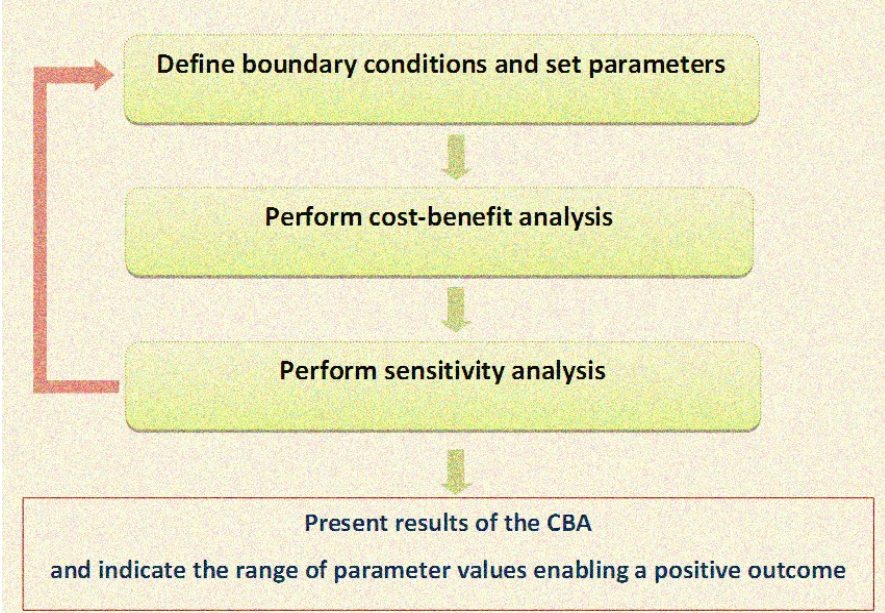 Define boundary conditions and set parameters
Perform cost-benefit analysis
Perform sensitivity analysis
Present results of the CBA
and indicate the range of parameter values enabling a positive outcome